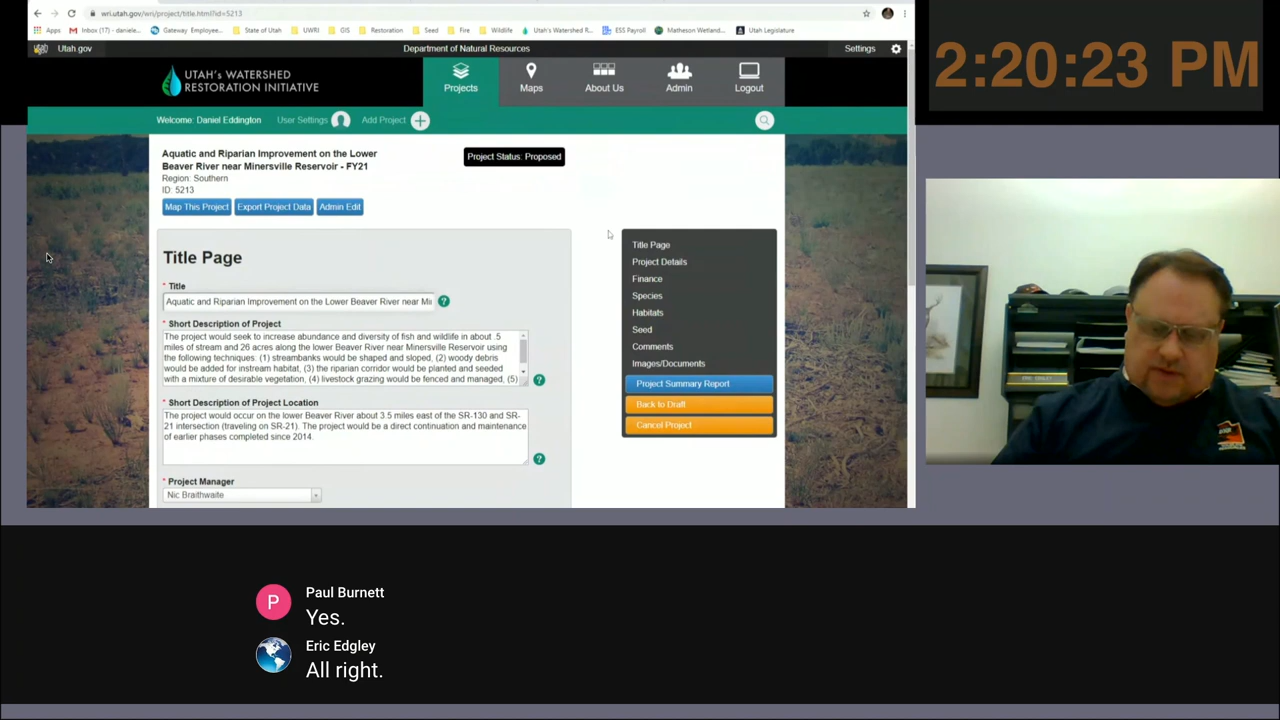 wri.utah.gov/wri/project/title.html?id=5213
Apps
Inbox (17) - daniele...
Gateway: Employee...
State of Utah
UWRI
GIS
Restoration
Seed
Fire
Wildlife
Utah's Watershed R...
ESS Payroll
Matheson Wetland...
Utah Legislature
Utah.gov
Department of Natural Resources
Settings
UTAH'S WATERSHED
RESTORATION INITIATIVE
Projects
Maps
About Us
Admin
Logout
Welcome: Daniel Eddington
User Settings
Add Project
Aquatic and Riparian Improvement on the Lower
Beaver River near Minersville Reservoir - FY21
Region: Southern
ID: 5213
Project Status: Proposed
Map This Project
Export Project Data
Admin Edit
Title Page
* Title
Aquatic and Riparian Improvement on the Lower Beaver River near Min
?
* Short Description of Project
The project would seek to increase abundance and diversity of fish and wildlife in about .5
miles of stream and 26 acres along the lower Beaver River near Minersville Reservoir using
the following techniques: (1) streambanks would be shaped and sloped, (2) woody debris
would be added for instream habitat, (3) the riparian corridor would be planted and seeded
with a mixture of desirable vegetation, (4) livestock grazing would be fenced and managed, (5)
?
* Short Description of Project Location
The project would occur on the lower Beaver River about 3.5 miles east of the SR-130 and SR-
21 intersection (traveling on SR-21). The project would be a direct continuation and maintenance
of earlier phases completed since 2014.
?
* Project Manager
Nic Braithwaite
Title Page
Project Details
Finance
Species
Habitats
Seed
Comments
Images/Documents
Project Summary Report
Back to Draft
Cancel Project
2:20:23 PM
ERIC EDGLEY
P
Paul Burnett
Yes.
Eric Edgley
All right.